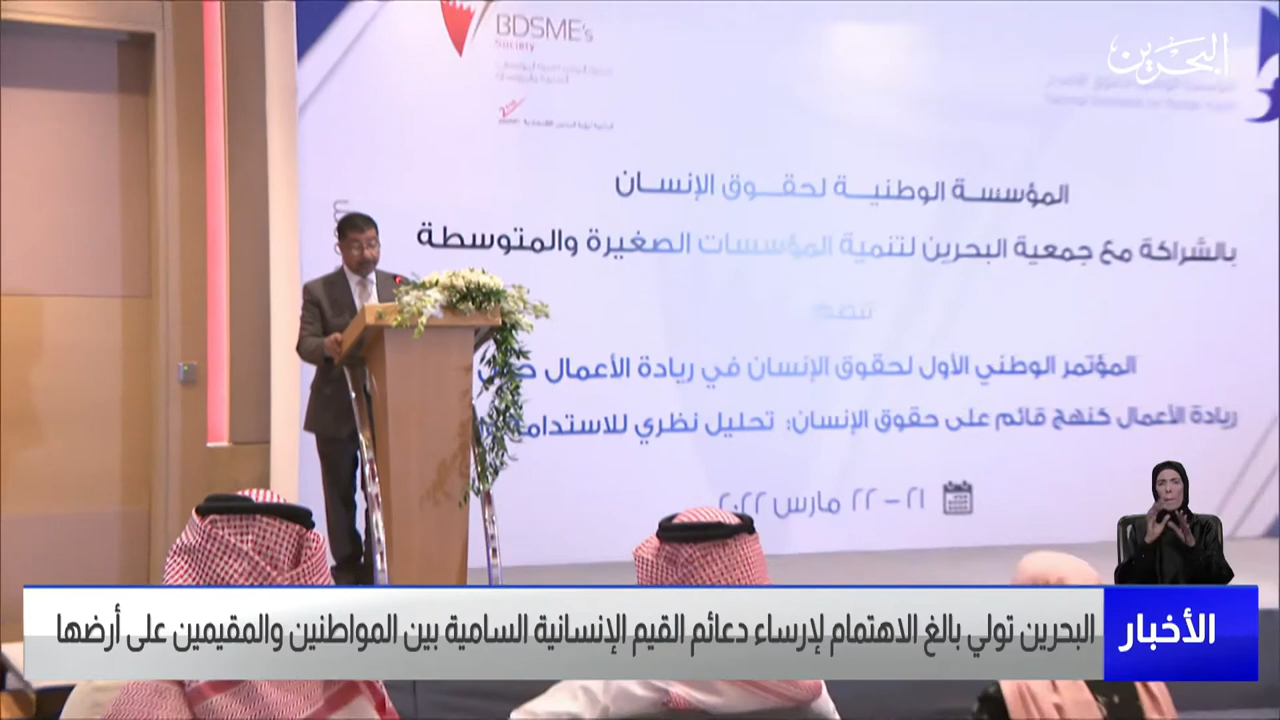 BDSME's
Society
البحرين
المؤسسة الوطنية لحقوق الإنسان
بالشراكة مع جمعية البحرين لتنمية المؤسسات الصغيرة والمتوسطة
المؤتمر الوطني الأول لحقوق الإنسان في ريادة الأعمال
ريادة الأعمال كنهج قائم على حقوق الإنسان: تحليل نظري
٢١ - ٢٢ مارس ٢٠٢٢
الأخبار
البحرين تولي بالغ الاهتمام لإرساء دعائم القيم الإنسانية السامية بين المواطنين والمقيمين على أرضها